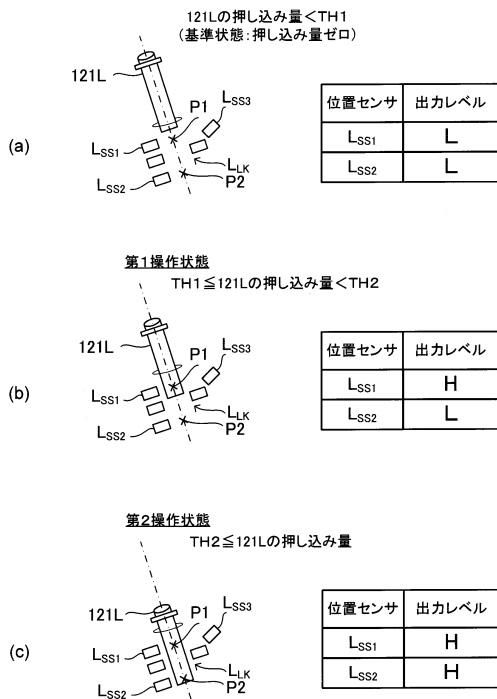 121Lの押し込み量<TH1
(基準状態:押し込み量ゼロ)
121L
P1
LSS3
LSS1
LLK
LSS2
P2
(a)
位置センサ 出力レベル
LSS1 L
LSS2 L
第1操作状態
TH1≦121Lの押し込み量<TH2
121L
P1
LSS3
LSS1
LLK
LSS2
P2
(b)
位置センサ 出力レベル
LSS1 H
LSS2 L
第2操作状態
TH2≦121Lの押し込み量
121L
P1
LSS3
LSS1
LLK
LSS2
P2
(c)
位置センサ 出力レベル
LSS1 H
LSS2 H